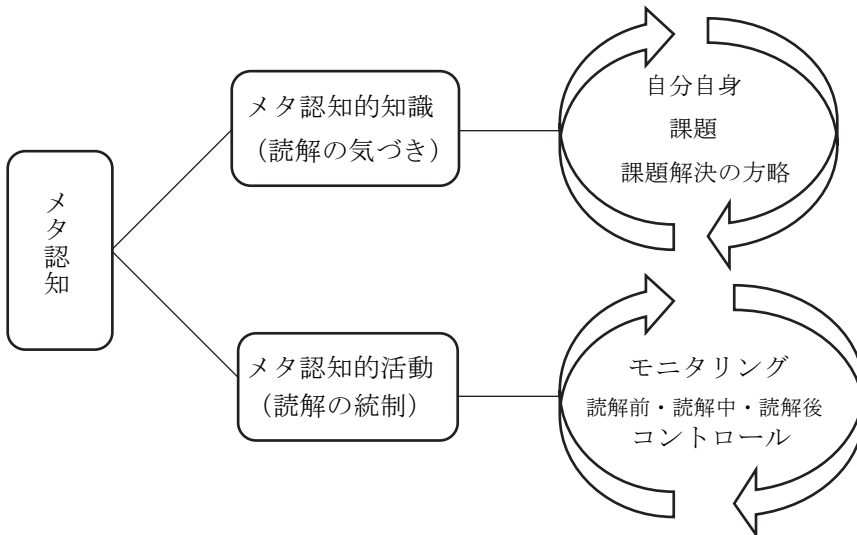 メタ認知
メタ認知的知識
（読解の気づき）
自分自身
課題
課題解決の方略
メタ認知的活動
（読解の統制）
モニタリング
読解前・読解中・読解後
コントロール